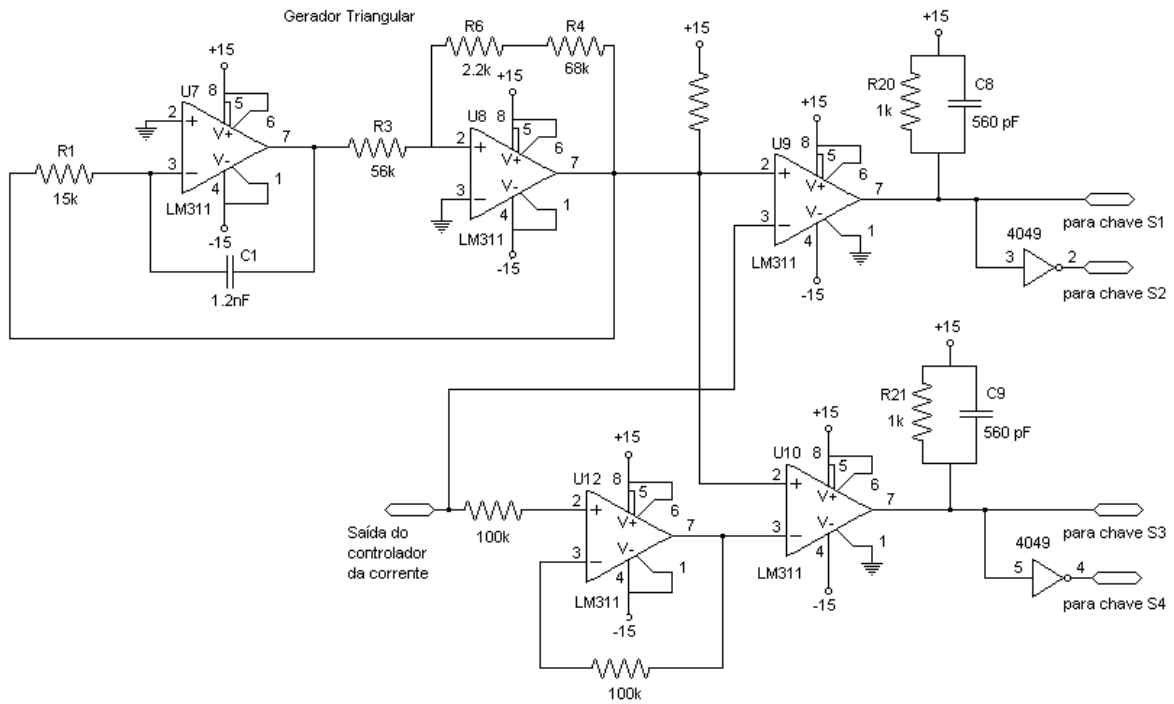 Gerador Triangular
+15
U7
8
5
6
2
+
V+
7
3
-
V-
1
4
LM311
-15
R1
15k
C1
1.2nF
R3
56k
R6
2.2k
R4
68k
+15
U8
8
5
6
2
+
V+
7
3
-
V-
1
4
LM311
-15
+15
+15
U9
8
5
6
2
+
V+
7
3
-
V-
1
4
LM311
-15
+15
R20
1k
C8
560 pF
para chave S1
4049
3
2
para chave S2
Saída do
controlador
da corrente
100k
+15
U12
8
5
6
2
+
V+
7
3
-
V-
1
4
LM311
-15
100k
+15
U10
8
5
6
2
+
V+
7
3
-
V-
1
4
LM311
-15
+15
R21
1k
C9
560 pF
para chave S3
4049
5
4
para chave S4